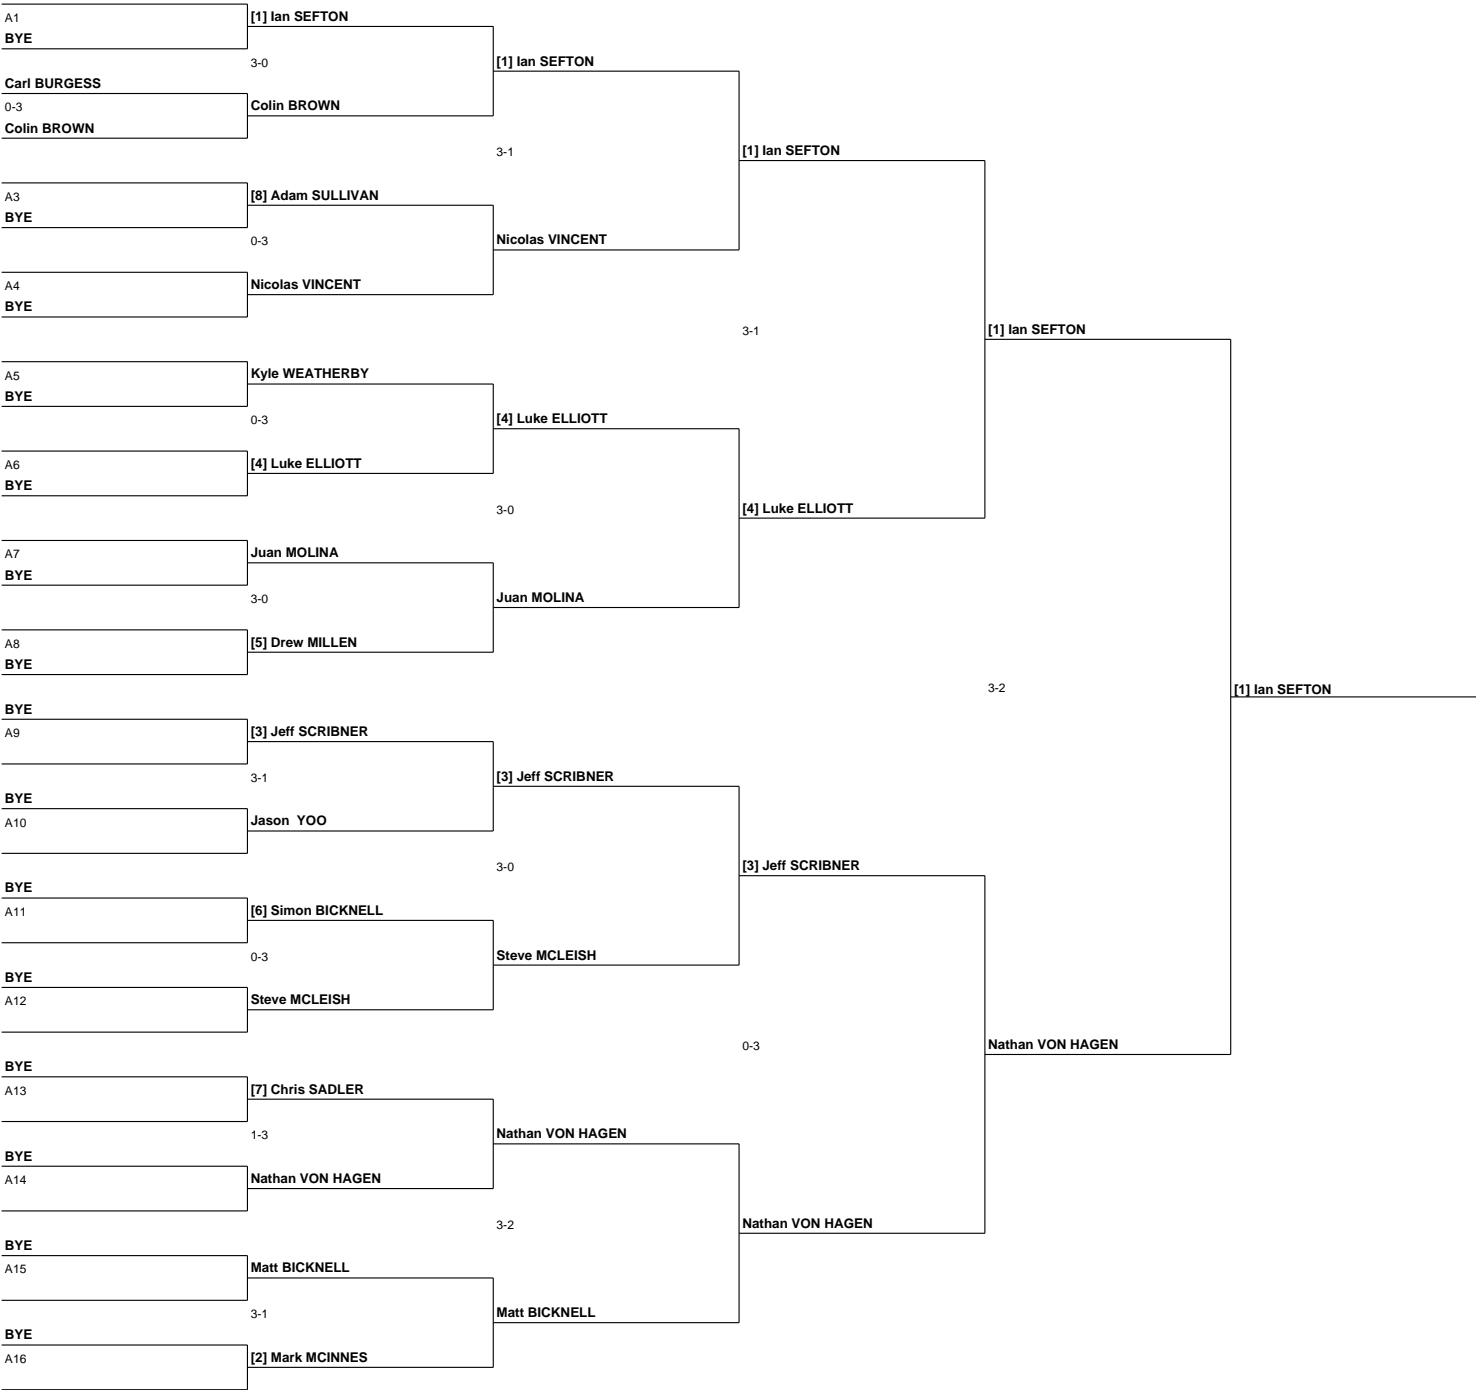 A1
[1] Ian SEFTON
BYE
3-0
[1] Ian SEFTON
Carl BURGESS
0-3
Colin BROWN
Colin BROWN
3-1
[1] Ian SEFTON
A3
[8] Adam SULLIVAN
BYE
0-3
Nicolas VINCENT
A4
Nicolas VINCENT
BYE
3-1
[1] Ian SEFTON
A5
Kyle WEATHERBY
BYE
0-3
[4] Luke ELLIOTT
A6
[4] Luke ELLIOTT
BYE
3-0
[4] Luke ELLIOTT
A7
Juan MOLINA
BYE
3-0
Juan MOLINA
A8
[5] Drew MILLEN
BYE
3-2
[1] Ian SEFTON
BYE
A9
[3] Jeff SCRIBNER
3-1
[3] Jeff SCRIBNER
BYE
A10
Jason  YOO
3-0
[3] Jeff SCRIBNER
BYE
A11
[6] Simon BICKNELL
0-3
Steve MCLEISH
BYE
A12
Steve MCLEISH
0-3
Nathan VON HAGEN
BYE
A13
[7] Chris SADLER
1-3
Nathan VON HAGEN
BYE
A14
Nathan VON HAGEN
3-2
Nathan VON HAGEN
BYE
A15
Matt BICKNELL
3-1
Matt BICKNELL
BYE
A16
[2] Mark MCINNES